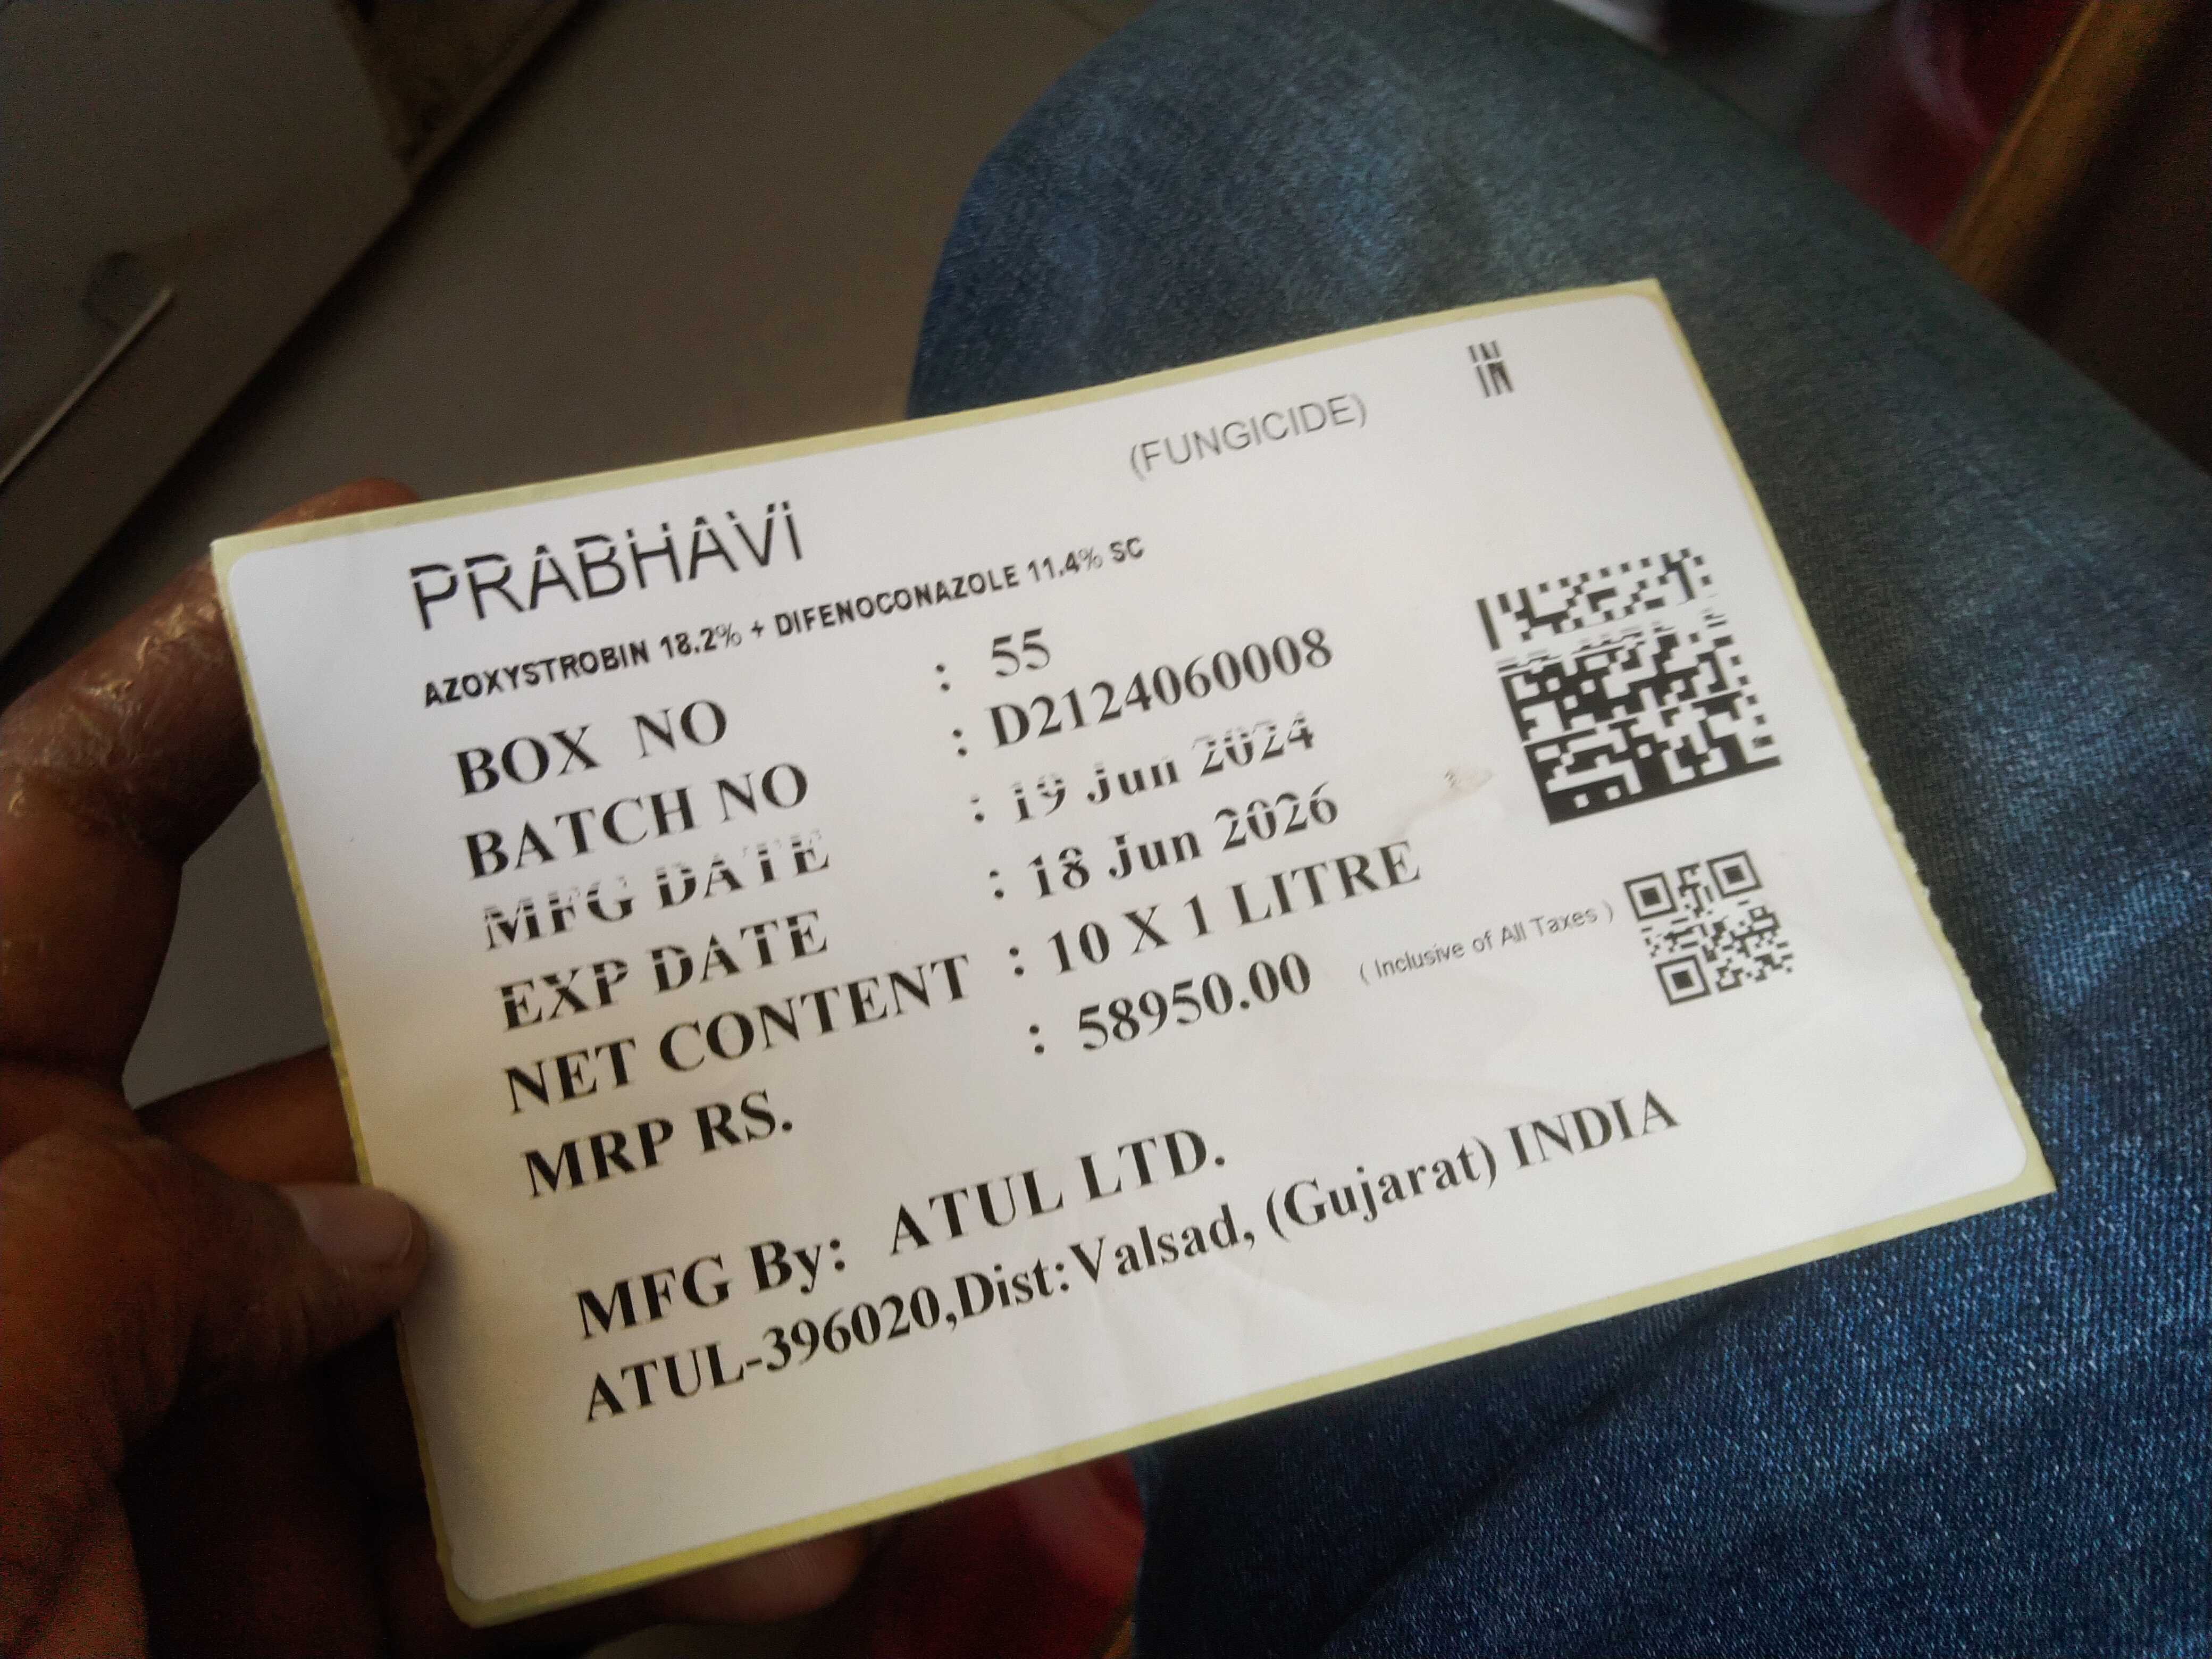 IN
(FUNGICIDE)
PRABHAVI
AZOXYSTROBIN 18.2% + DIFENOCONAZOLE 11.4% SC
BOX NO : 55
BATCH NO : D2124060008
MFG DATE : 19 Jun 2024
EXP DATE : 18 Jun 2026
NET CONTENT : 10 X 1 LITRE
MRP RS. : 58950.00 ( Inclusive of All Taxes )
MFG By: ATUL LTD.
ATUL-396020,Dist:Valsad, (Gujarat) INDIA